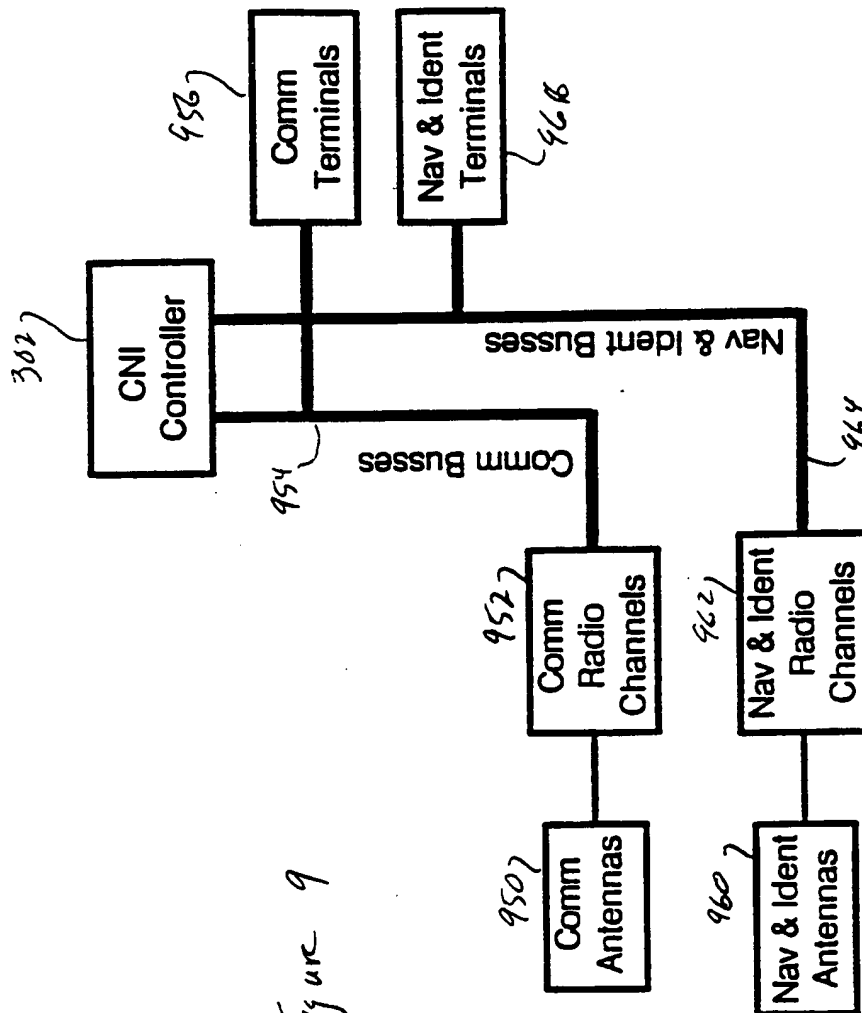 302
CNI
Controller
956
Comm
Terminals
Nav & Ident
Terminals
966
954
Comm Busses
Nav & Ident Busses
952
Comm
Radio
Channels
962
Nav & Ident
Radio
Channels
964
950
Comm
Antennas
960
Nav & Ident
Antennas
Figure 9